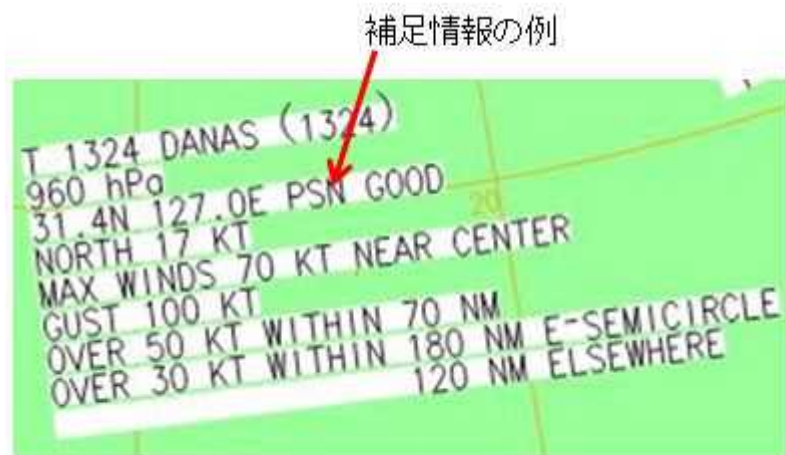 補足情報の例
T 1324 DANAS (1324)
960 hPa
31.4N 127.0E PSN GOOD
20
NORTH 17 KT
MAX WINDS 70 KT NEAR CENTER
GUST 100 KT
OVER 50 KT WITHIN 70 NM
OVER 30 KT WITHIN 180 NM E-SEMICIRCLE
120 NM ELSEWHERE